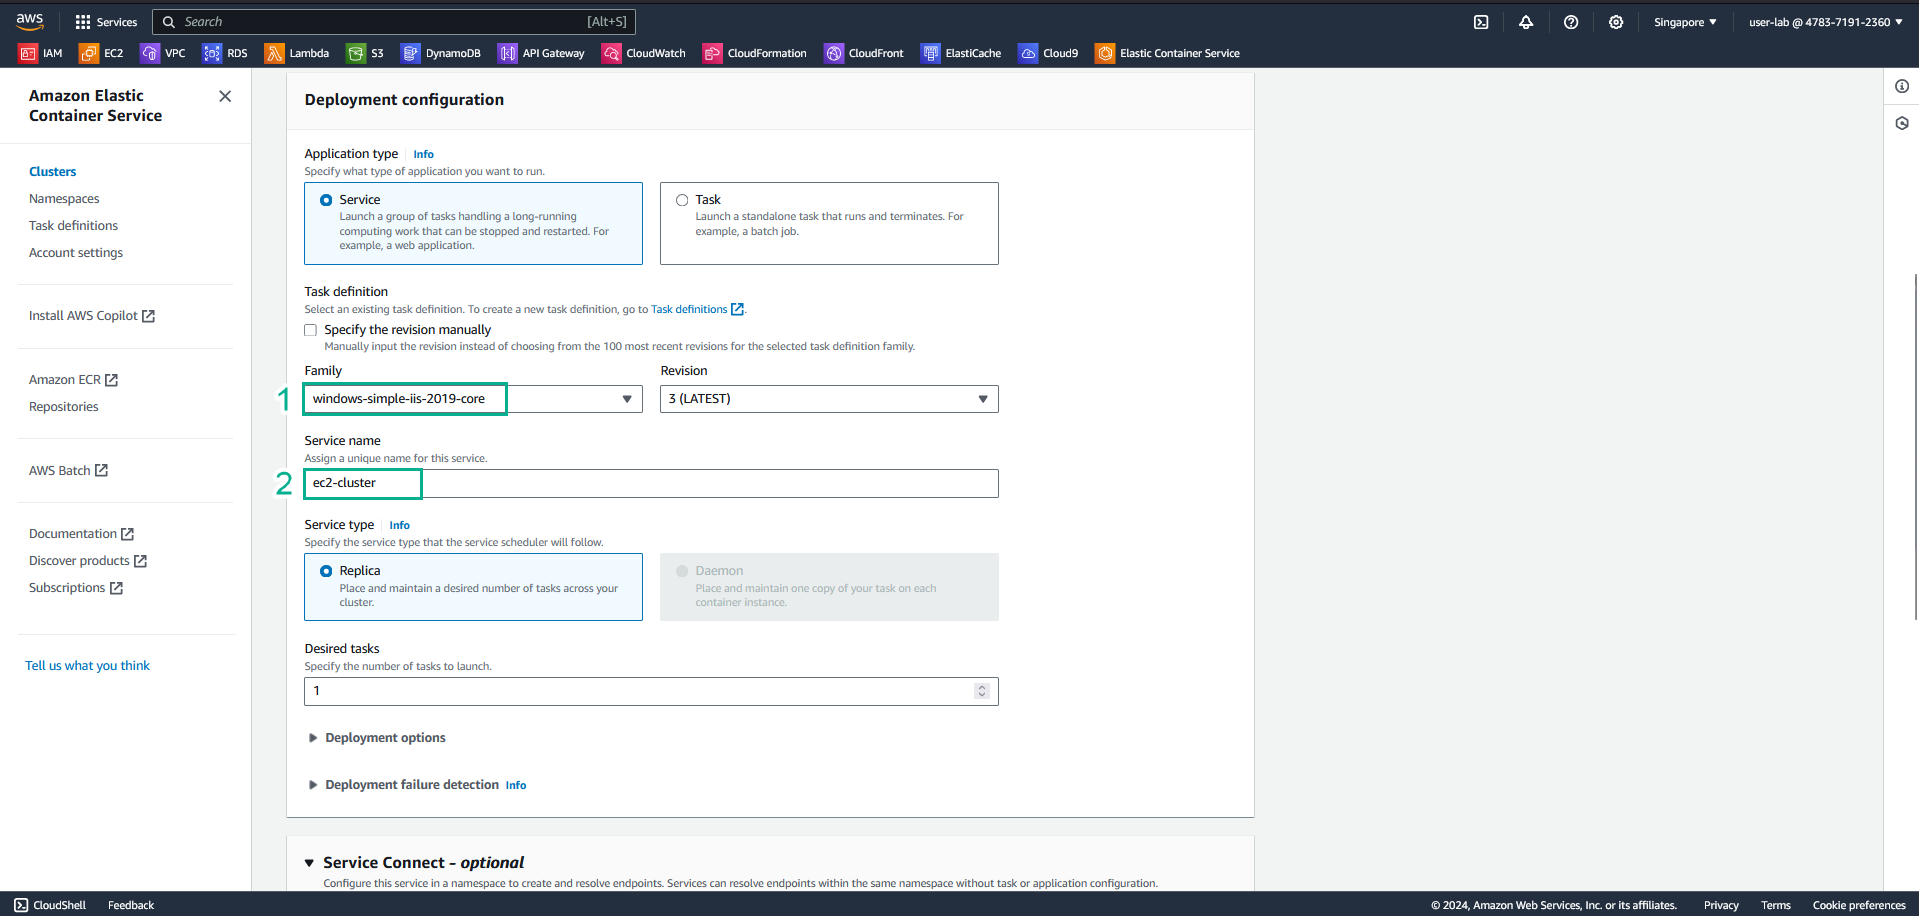 aws
Services
Search [Alt+S]
Singapore ▼
user-lab @ 4783-7191-2360 ▼
IAM EC2 VPC RDS Lambda S3 DynamoDB API Gateway CloudWatch CloudFormation CloudFront ElastiCache Cloud9 Elastic Container Service
Amazon Elastic
Container Service
Clusters
Namespaces
Task definitions
Account settings
Install AWS Copilot
Amazon ECR
Repositories
AWS Batch
Documentation
Discover products
Subscriptions
Tell us what you think
Deployment configuration
Application type Info
Specify what type of application you want to run.
Service
Launch a group of tasks handling a long-running
computing work that can be stopped and restarted. For
example, a web application.
Task
Launch a standalone task that runs and terminates. For
example, a batch job.
Task definition
Select an existing task definition. To create a new task definition, go to Task definitions.
Specify the revision manually
Manually input the revision instead of choosing from the 100 most recent revisions for the selected task definition family.
Family
1
windows-simple-iis-2019-core
Revision
3 (LATEST)
Service name
Assign a unique name for this service.
2
ec2-cluster
Service type Info
Specify the service type that the service scheduler will follow.
Replica
Place and maintain a desired number of tasks across your
cluster.
Daemon
Place and maintain one copy of your task on each
container instance.
Desired tasks
Specify the number of tasks to launch.
1
Deployment options
Deployment failure detection Info
Service Connect - optional
Configure this service in a namespace to create and resolve endpoints. Services can resolve endpoints within the same namespace without task or application configuration.
CloudShell Feedback
© 2024, Amazon Web Services, Inc. or its affiliates. Privacy Terms Cookie preferences